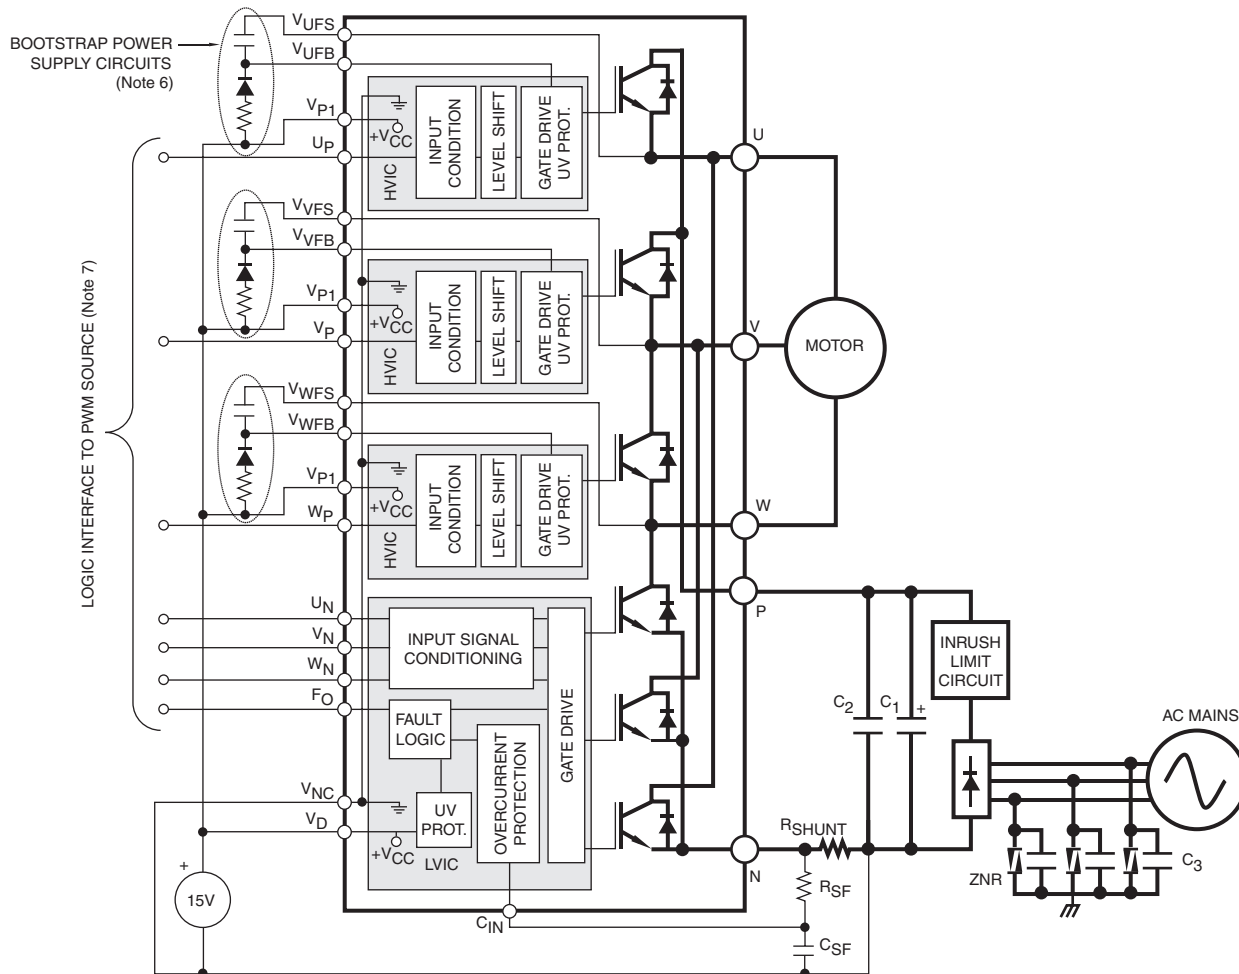 BOOTSTRAP POWER
SUPPLY CIRCUITS
(Note 6)
LOGIC INTERFACE TO PWM SOURCE (Note 7)
VUFS
VUFB
VP1
UP
+VCC
HVIC
INPUT
CONDITION
LEVEL SHIFT
GATE DRIVE
UV PROT.
U
VVFS
VVFB
VP1
VP
+VCC
HVIC
INPUT
CONDITION
LEVEL SHIFT
GATE DRIVE
UV PROT.
V
MOTOR
VWFS
VWFB
VP1
WP
+VCC
HVIC
INPUT
CONDITION
LEVEL SHIFT
GATE DRIVE
UV PROT.
W
P
UN
VN
WN
FO
INPUT SIGNAL
CONDITIONING
FAULT
LOGIC
OVERCURRENT
PROTECTION
GATE DRIVE
VNC
VD
UV
PROT.
+VCC
LVIC
15V
+
CIN
N
INRUSH
LIMIT
CIRCUIT
C2
C1
+
AC MAINS
RSHUNT
RSF
CSF
ZNR
C3